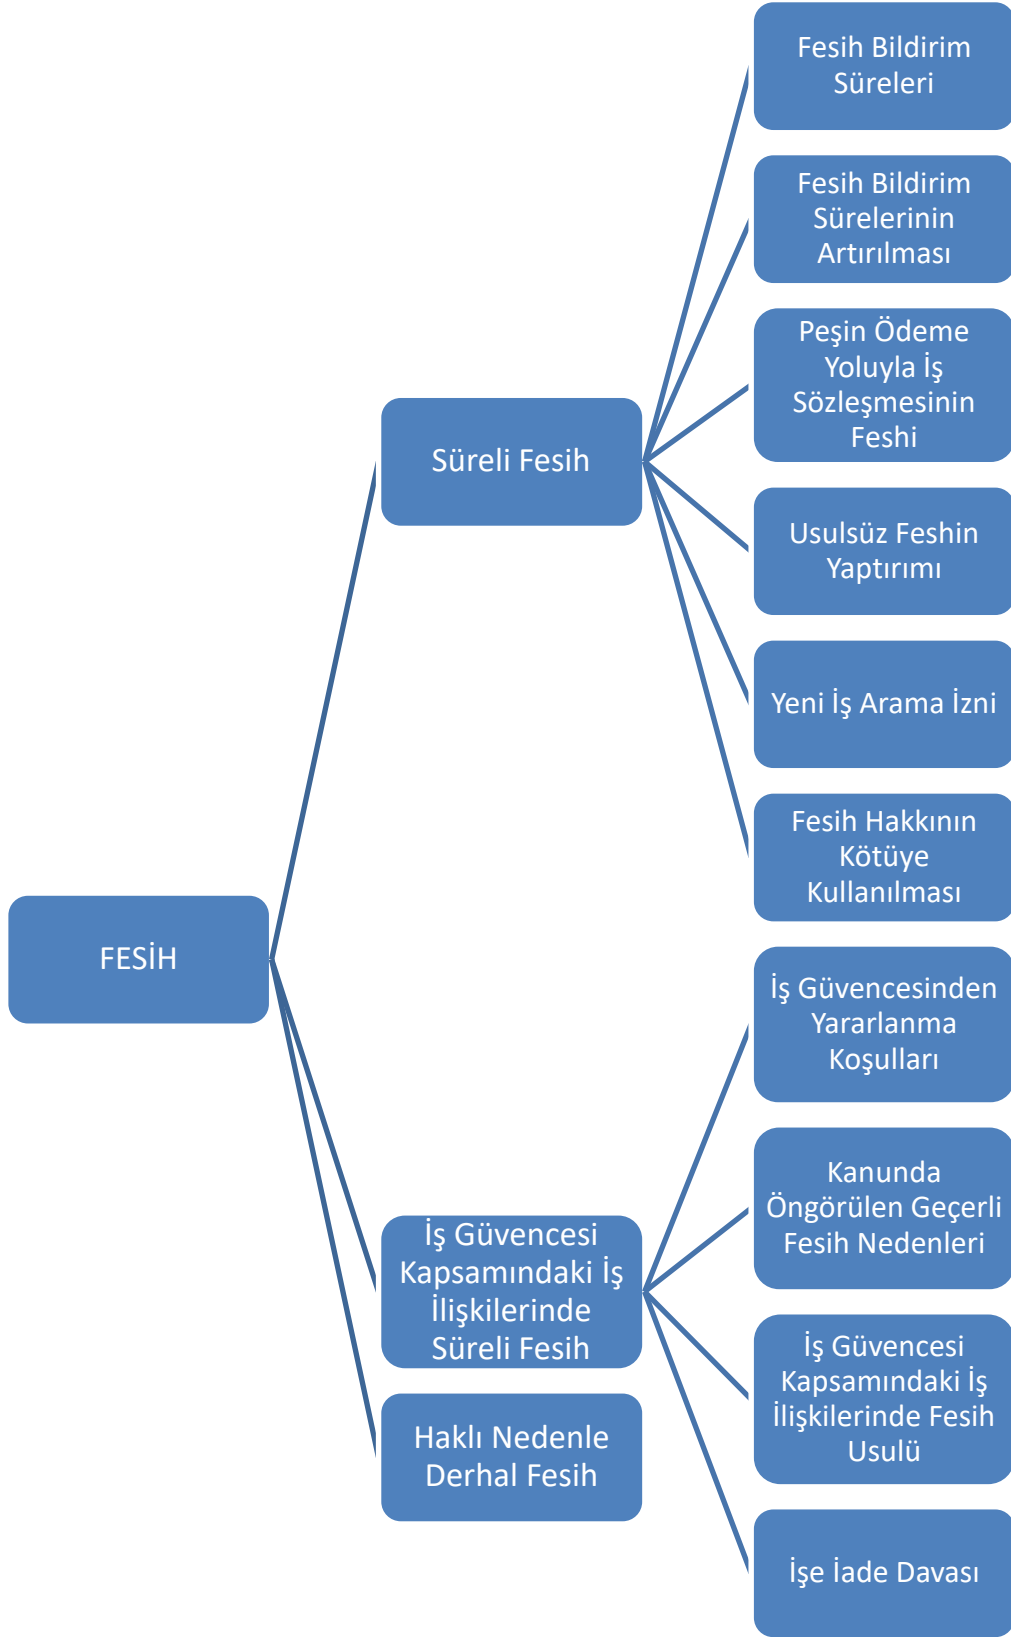 FESİH
Süreli Fesih
Fesih Bildirim
Süreleri
Fesih Bildirim
Sürelerinin
Artırılması
Peşin Ödeme
Yoluyla İş
Sözleşmesinin
Feshi
Usulsüz Feshin
Yaptırımı
Yeni İş Arama İzni
Fesih Hakkının
Kötüye
Kullanılması
İş Güvencesi
Kapsamındaki İş
İlişkilerinde
Süreli Fesih
İş Güvencesinden
Yararlanma
Koşulları
Kanunda
Öngörülen Geçerli
Fesih Nedenleri
İş Güvencesi
Kapsamındaki İş
İlişkilerinde Fesih
Usulü
İşe İade Davası
Haklı Nedenle
Derhal Fesih